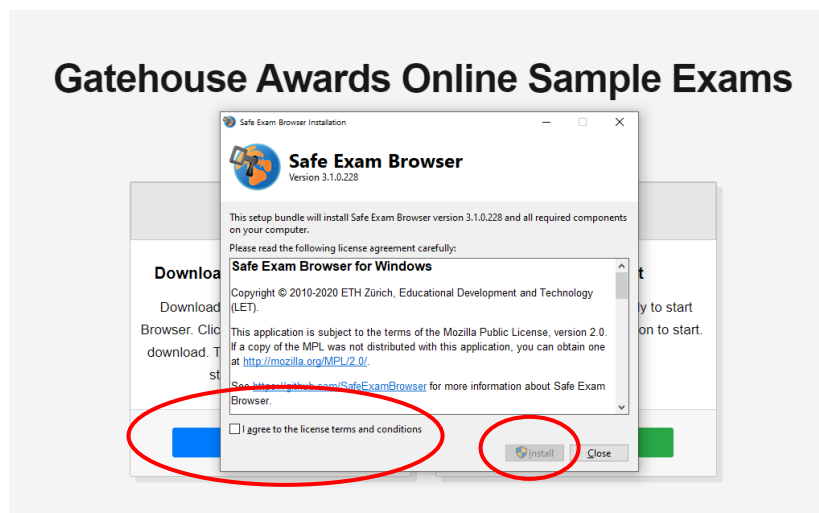 Gatehouse Awards Online Sample Exams
Safe Exam Browser Installation
Safe Exam Browser
Version 3.1.0.228
This setup bundle will install Safe Exam Browser version 3.1.0.228 and all required components
on your computer.
Please read the following license agreement carefully:
Safe Exam Browser for Windows
Copyright © 2010-2020 ETH Zürich, Educational Development and Technology
(LET).
This application is subject to the terms of the Mozilla Public License, version 2.0.
If a copy of the MPL was not distributed with this application, you can obtain one
at http://mozilla.org/MPL/2.0/.
See https://github.com/SafeExamBrowser for more information about Safe Exam
Browser.
I agree to the license terms and conditions
Install Close
Download
Browser.
download.
to start
on to start.